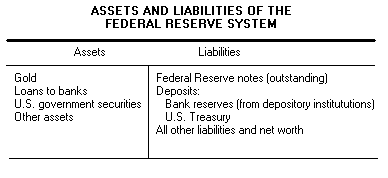 ASSETS AND LIABILITIES OF THE
FEDERAL RESERVE SYSTEM
Assets
Liabilities
Gold
Loans to banks
U.S. government securities
Other assets
Federal Reserve notes (outstanding)
Deposits:
Bank reserves (from depository institututions)
U.S. Treasury
All other liabilities and net worth